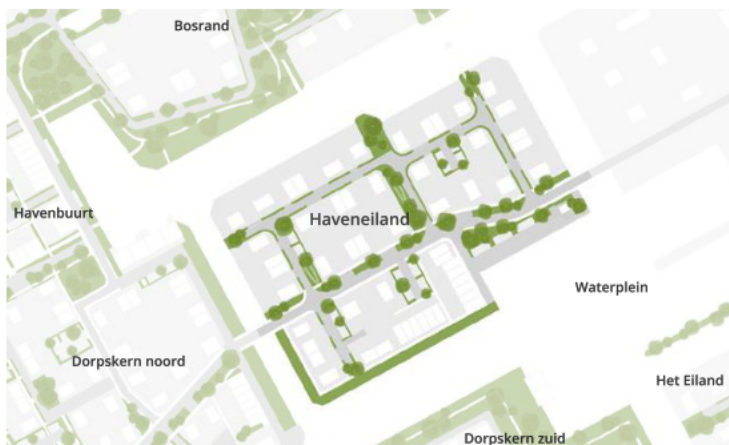 Bosrand
Haveneiland
Havenbuurt
Waterplein
Dorpskern noord
Het Eiland
Dorpskern zuid